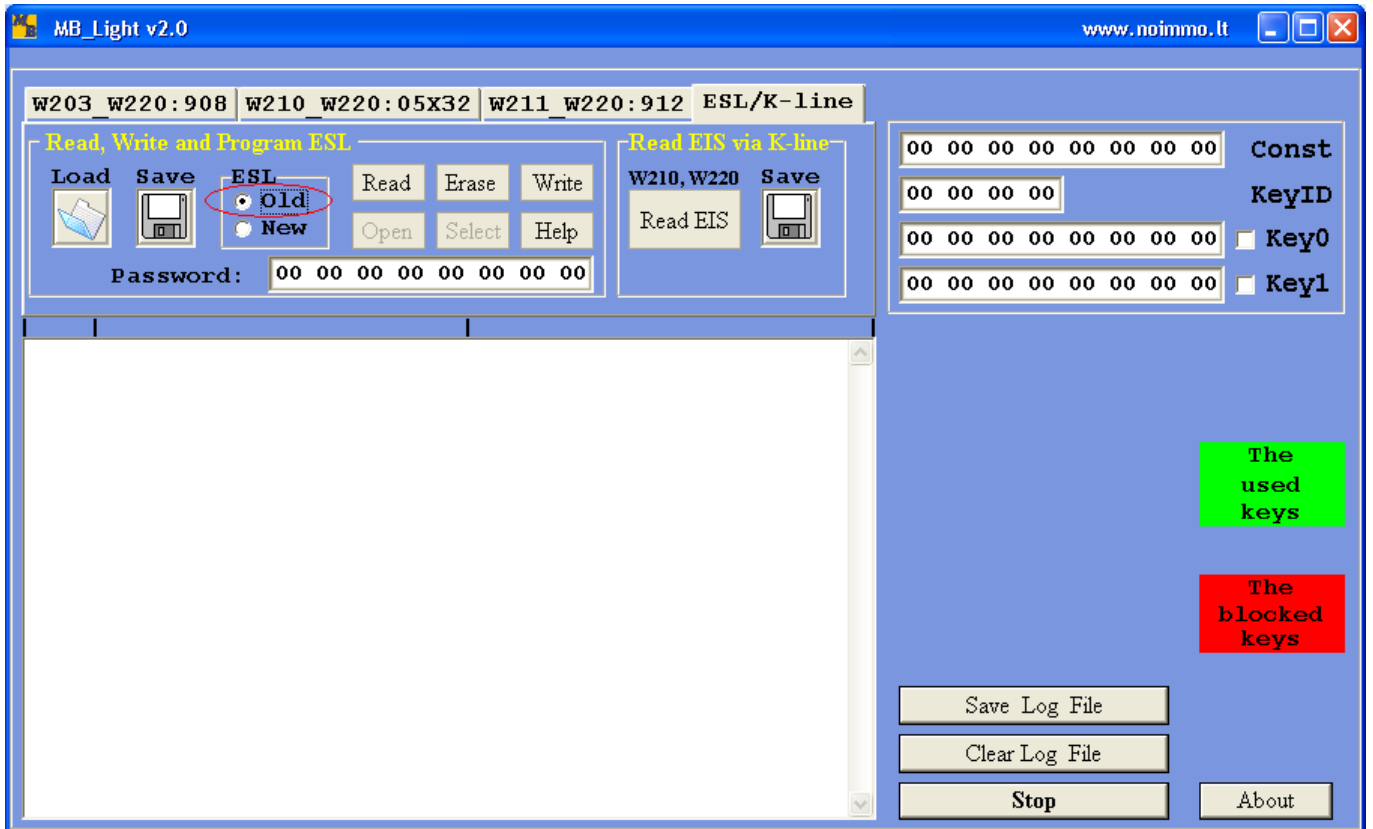 MB_Light v2.0 www.noimmo.lt
W203_W220:908 W210_W220:05X32 W211_W220:912 ESL/K-line
Read, Write and Program ESL
Load Save ESL
Old
New
Read Erase Write
Open Select Help
Password: 00 00 00 00 00 00 00 00
Read EIS via K-line
W210, W220 Save
Read EIS
00 00 00 00 00 00 00 00 Const
00 00 00 00 KeyID
00 00 00 00 00 00 00 00 Key0
00 00 00 00 00 00 00 00 Key1
The
used
keys
The
blocked
keys
Save Log File
Clear Log File
Stop About